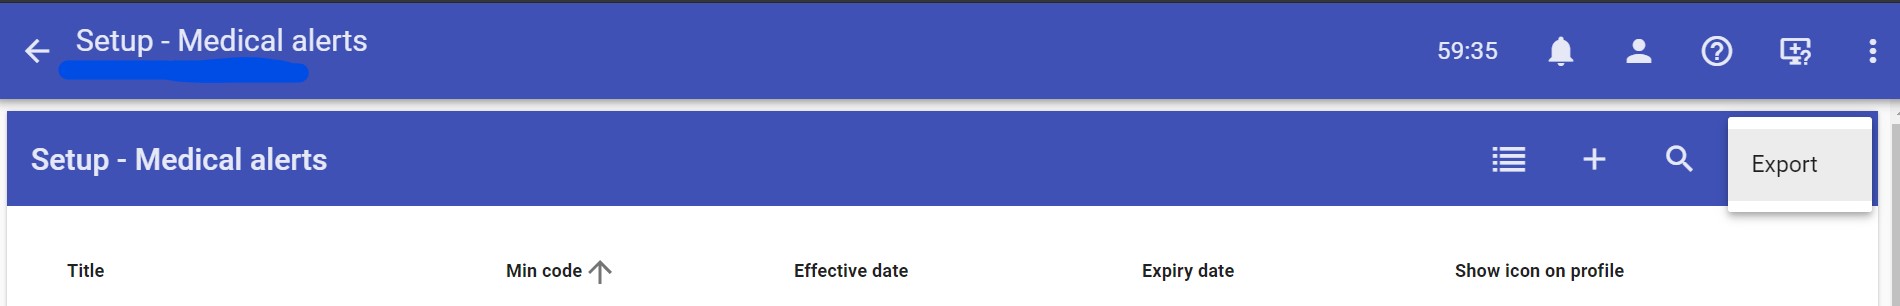 Setup - Medical alerts
59:35
Setup - Medical alerts
Export
Title Min code Effective date Expiry date Show icon on profile